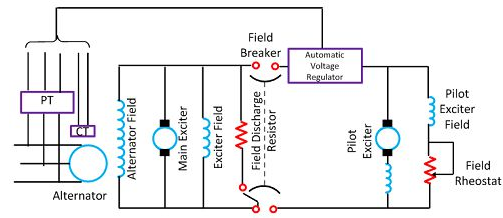 Field
Breaker
Automatic
Voltage
Regulator
PT
CT
Alternator
Alternator Field
Main Exciter
Exciter Field
Field Discharge
Resistor
Pilot
Exciter
Pilot
Exciter
Field
Field
Rheostat